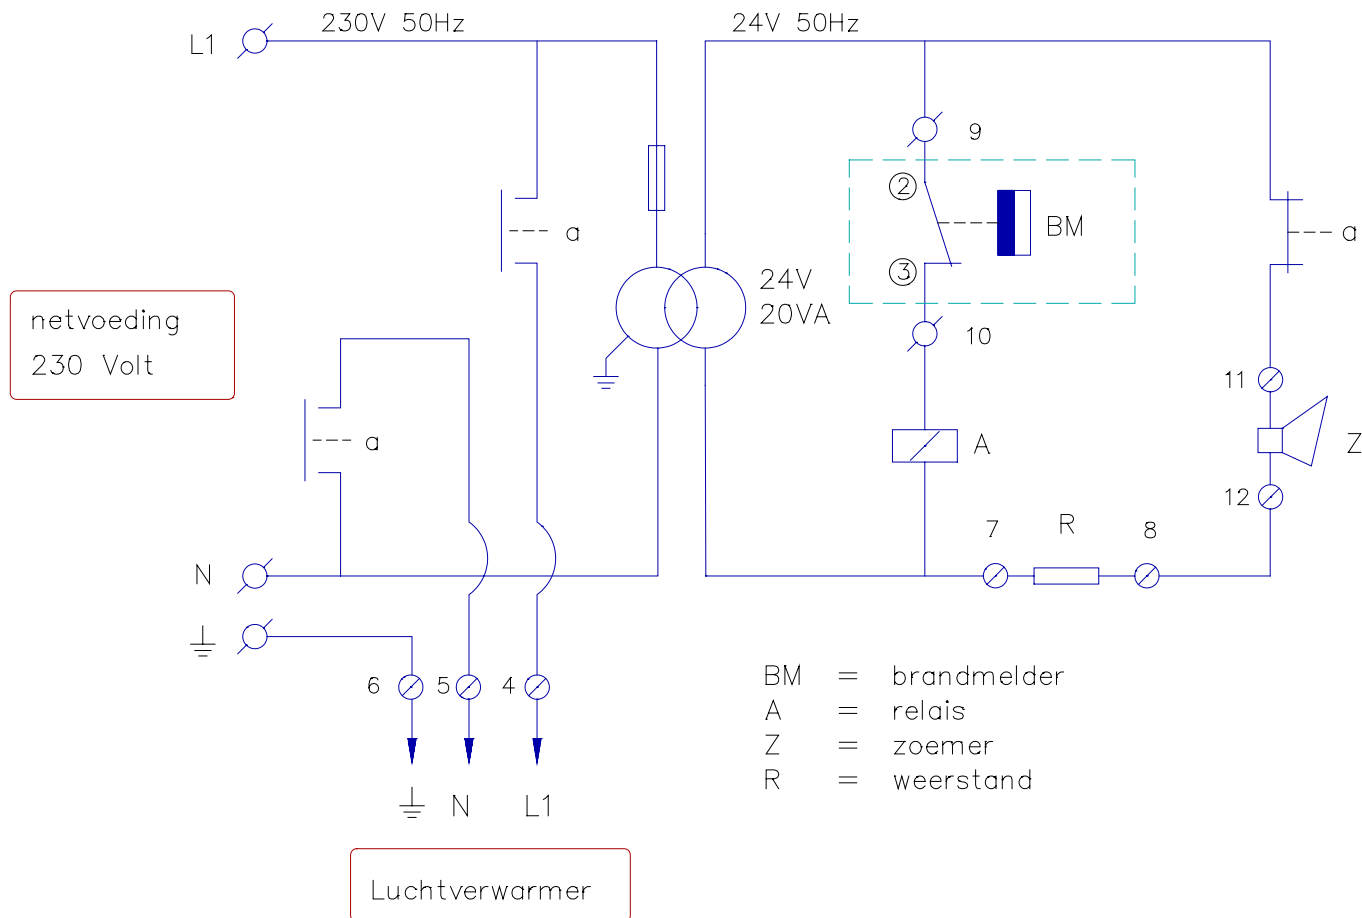 230V 50Hz
24V 50Hz
L1
9
2
BM
a
a
3
24V
20VA
netvoeding
230 Volt
10
11
a
A
Z
12
7
R
8
N
6
5
4
BM = brandmelder
A = relais
Z = zoemer
R = weerstand
N
L1
Luchtverwarmer